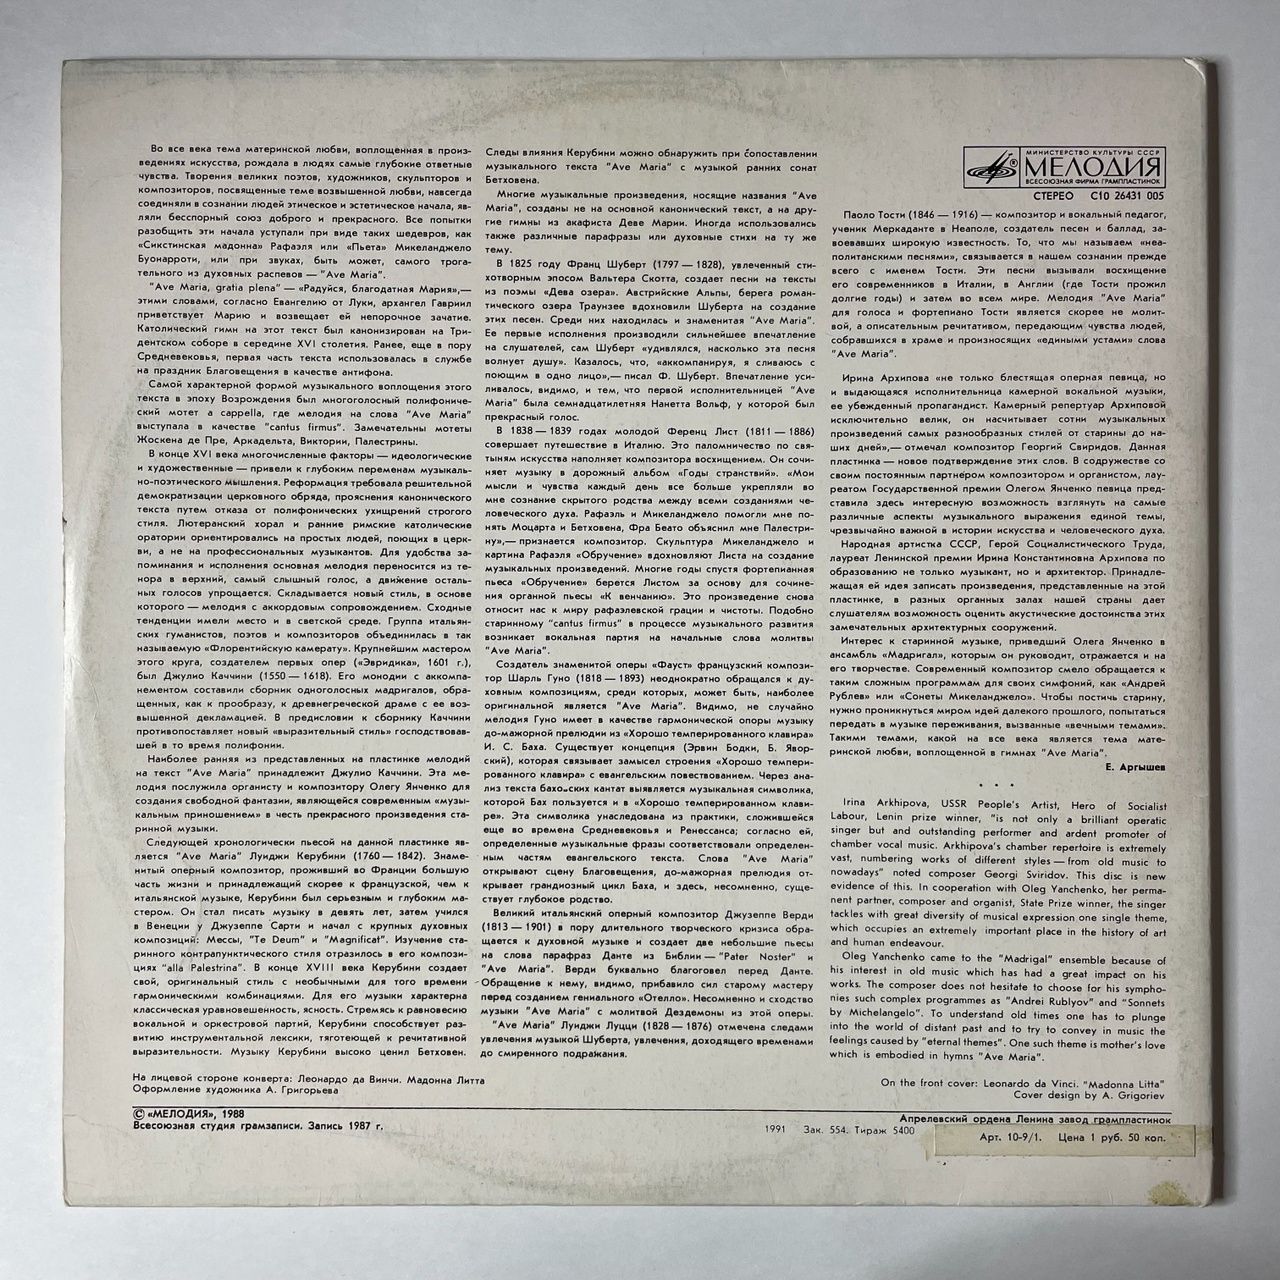 Во все века тема материнской любви, воплощенная в произ-
ведениях искусства, рождала в людях самые глубокие ответные
чувства. Творения великих поэтов, художников, скульпторов и
композиторов, посвященные теме возвышенной любви, навсегда
соединяли в сознании людей этическое и эстетическое начала, яв-
ляли бесспорный союз доброго и прекрасного. Все попытки
разобщить эти начала уступали при виде таких шедевров, как
«Сикстинская мадонна» Рафаэля или «Пьета» Микеланджело
Буонарроти, или при звуках, быть может, самого трога-
тельного из духовных распевов — "Ave Maria".
"Ave Maria, gratia plena" — «Радуйся, благодатная Мария»,—
этими словами, согласно Евангелию от Луки, архангел Гавриил
приветствует Марию и возвещает ей непорочное зачатие.
Католический гимн на этот текст был канонизирован на Три-
дентском соборе в середине XVI столетия. Ранее, еще в пору
Средневековья, первая часть текста использовалась в службе
на праздник Благовещения в качестве антифона.
Самой характерной формой музыкального воплощения этого
текста в эпоху Возрождения был многоголосный полифониче-
ский мотет a cappella, где мелодия на слова "Ave Maria"
выступала в качестве "cantus firmus". Замечательны мотеты
Жоскена де Пре, Аркадельта, Виктории, Палестрины.
В конце XVI века многочисленные факторы — идеологические
и художественные — привели к глубоким переменам музыкаль-
но-поэтического мышления. Реформация требовала решительной
демократизации церковного обряда, прояснения канонического
текста путем отказа от полифонических ухищрений строгого
стиля. Лютеранский хорал и ранние римские католические
оратории ориентировались на простых людей, поющих в церк-
ви, а не на профессиональных музыкантов. Для удобства за-
поминания и исполнения основная мелодия переносится из те-
нора в верхний, самый слышный голос, а движение осталь-
ных голосов упрощается. Складывается новый стиль, в основе
которого — мелодия с аккордовым сопровождением. Сходные
тенденции имели место и в светской среде. Группа итальян-
ских гуманистов, поэтов и композиторов объединилась в так
называемую «Флорентийскую камерату». Крупнейшим мастером
этого круга, создателем первых опер («Эвридика», 1601 г.),
был Джулио Каччини (1550 — 1618). Его монодии с аккомпа-
нементом составили сборник одноголосных мадригалов, обра-
щенных, как к прообразу, к древнегреческой драме с ее воз-
вышенной декламацией. В предисловии к сборнику Каччини
противопоставляет новый «выразительный стиль» господствовав-
шей в то время полифонии.
Наиболее ранняя из представленных на пластинке мелодий
на текст "Ave Maria" принадлежит Джулио Каччини. Эта ме-
лодия послужила органисту и композитору Олегу Янченко для
создания свободной фантазии, являющейся современным «музы-
кальным приношением» в честь прекрасного произведения ста-
ринной музыки.
Следующей хронологически пьесой на данной пластинке яв-
ляется "Ave Maria" Луиджи Керубини (1760 — 1842). Знаме-
нитый оперный композитор, проживший во Франции большую
часть жизни и принадлежащий скорее к французской, чем к
итальянской музыке, Керубини был серьезным и глубоким ма-
стером. Он стал писать музыку в девять лет, затем учился
в Венеции у Джузеппе Сарти и начал с крупных духовных
композиций: Мессы, "Te Deum" и "Magnificat". Изучение ста-
ринного контрапунктического стиля отразилось в его компози-
циях "alla Palestrina". В конце XVIII века Керубини создает
свой, оригинальный стиль с необычными для того времени
гармоническими комбинациями. Для его музыки характерна
классическая уравновешенность, ясность. Стремясь к равновесию
вокальной и оркестровой партий, Керубини способствует раз-
витию инструментальной лексики, тяготеющей к речитативной
выразительности. Музыку Керубини высоко ценил Бетховен.
Следы влияния Керубини можно обнаружить при сопоставлении
музыкального текста "Ave Maria" с музыкой ранних сонат
Бетховена.
Многие музыкальные произведения, носящие названия "Ave
Maria", созданы не на основной канонический текст, а на дру-
гие гимны из акафиста Деве Марии. Иногда использовались
также различные парафразы или духовные стихи на ту же
тему.
В 1825 году Франц Шуберт (1797 — 1828), увлеченный сти-
хотворным эпосом Вальтера Скотта, создает песни на тексты
из поэмы «Дева озера». Австрийские Альпы, берега роман-
тического озера Траунзее вдохновили Шуберта на создание
этих песен. Среди них находилась и знаменитая "Ave Maria".
Ее первые исполнения производили сильнейшее впечатление
на слушателей, сам Шуберт «удивлялся, насколько эта песня
волнует душу». Казалось, что, «аккомпанируя, я сливаюсь с
поющим в одно лицо»,— писал Ф. Шуберт. Впечатление уси-
ливалось, видимо, и тем, что первой исполнительницей "Ave
Maria" была семнадцатилетняя Нанетта Вольф, у которой был
прекрасный голос.
В 1838 — 1839 годах молодой Ференц Лист (1811 — 1886)
совершает путешествие в Италию. Это паломничество по свя-
тыням искусства наполняет композитора восхищением. Он сочи-
няет музыку в дорожный альбом «Годы странствий». «Мои
мысли и чувства каждый день все больше укрепляли во
мне сознание скрытого родства между всеми созданиями че-
ловеческого духа. Рафаэль и Микеланджело помогли мне по-
нять Моцарта и Бетховена, Фра Беато объяснил мне Палестри-
ну»,— признается композитор. Скульптура Микеланджело и
картина Рафаэля «Обручение» вдохновляют Листа на создание
музыкальных произведений. Многие годы спустя фортепианная
пьеса «Обручение» берется Листом за основу для сочине-
ния органной пьесы «К венчанию». Это произведение снова
относит нас к миру рафаэлевской грации и чистоты. Подобно
старинному "cantus firmus" в процессе музыкального развития
возникает вокальная партия на начальные слова молитвы
"Ave Maria".
Создатель знаменитой оперы «Фауст» французский компози-
тор Шарль Гуно (1818 — 1893) неоднократно обращался к ду-
ховным композициям, среди которых, может быть, наиболее
оригинальной является "Ave Maria". Видимо, не случайно
мелодия Гуно имеет в качестве гармонической опоры музыку
до-мажорной прелюдии из «Хорошо темперированного клавира»
И. С. Баха. Существует концепция (Эрвин Бодки, Б. Явор-
ский), которая связывает замысел строения «Хорошо темпери-
рованного клавира» с евангельским повествованием. Через ана-
лиз текста баховских кантат выявляется музыкальная символика,
которой Бах пользуется и в «Хорошо темперированном клави-
ре». Эта символика унаследована из практики, сложившейся
еще во времена Средневековья и Ренессанса; согласно ей,
определенные музыкальные фразы соответствовали определен-
ным частям евангельского текста. Слова "Ave Maria"
открывают сцену Благовещения, до-мажорная прелюдия от-
крывает грандиозный цикл Баха, и здесь, несомненно, суще-
ствует глубокое родство.
Великий итальянский оперный композитор Джузеппе Верди
(1813 — 1901) в пору длительного творческого кризиса обра-
щается к духовной музыке и создает две небольшие пьесы
на слова парафраз Данте из Библии — "Pater Noster" и
"Ave Maria". Верди буквально благоговел перед Данте.
Обращение к нему, видимо, прибавило сил старому мастеру
перед созданием гениального «Отелло». Несомненно и сходство
музыки "Ave Maria" с молитвой Дездемоны из этой оперы.
"Ave Maria" Луиджи Луцци (1828 — 1876) отмечена следами
увлечения музыкой Шуберта, увлечения, доходящего временами
до смиренного подражания.
МИНИСТЕРСТВО КУЛЬТУРЫ СССР
® МЕЛОДИЯ
ВСЕСОЮЗНАЯ ФИРМА ГРАМПЛАСТИНОК
СТЕРЕО С10 26431 005
Паоло Тости (1846 — 1916) — композитор и вокальный педагог,
ученик Меркаданте в Неаполе, создатель песен и баллад, за-
воевавших широкую известность. То, что мы называем «неа-
политанскими песнями», связывается в нашем сознании прежде
всего с именем Тости. Эти песни вызывали восхищение
его современников в Италии, в Англии (где Тости прожил
долгие годы) и затем во всем мире. Мелодия "Ave Maria"
для голоса и фортепиано Тости является скорее не молит-
вой, а описательным речитативом, передающим чувства людей,
собравшихся в храме и произносящих «едиными устами» слова
"Ave Maria".
Ирина Архипова «не только блестящая оперная певица, но
и выдающаяся исполнительница камерной вокальной музыки,
ее убежденный пропагандист. Камерный репертуар Архиповой
исключительно велик, он насчитывает сотни музыкальных
произведений самых разнообразных стилей от старины до на-
ших дней»,— отмечал композитор Георгий Свиридов. Данная
пластинка — новое подтверждение этих слов. В содружестве со
своим постоянным партнером композитором и органистом, лау-
реатом Государственной премии Олегом Янченко певица пред-
ставила здесь интересную возможность взглянуть на самые
различные аспекты музыкального выражения единой темы,
чрезвычайно важной в истории искусства и человеческого духа.
Народная артистка СССР, Герой Социалистического Труда,
лауреат Ленинской премии Ирина Константиновна Архипова по
образованию не только музыкант, но и архитектор. Принадле-
жащая ей идея записать произведения, представленные на этой
пластинке, в разных органных залах нашей страны дает
слушателям возможность оценить акустические достоинства этих
замечательных архитектурных сооружений.
Интерес к старинной музыке, приведший Олега Янченко в
ансамбль «Мадригал», которым он руководит, отражается и на
его творчестве. Современный композитор смело обращается к
таким сложным программам для своих симфоний, как «Андрей
Рублев» или «Сонеты Микеланджело». Чтобы постичь старину,
нужно проникнуться миром идей далекого прошлого, попытаться
передать в музыке переживания, вызванные «вечными темами».
Такими темами, какой на все века является тема мате-
ринской любви, воплощенной в гимнах "Ave Maria".
Е. Аргышев
• • •
Irina Arkhipova, USSR People's Artist, Hero of Socialist
Labour, Lenin prize winner, "is not only a brilliant operatic
singer but and outstanding performer and ardent promoter of
chamber vocal music. Arkhipova's chamber repertoire is extremely
vast, numbering works of different styles — from old music to
nowadays" noted composer Georgi Sviridov. This disc is new
evidence of this. In cooperation with Oleg Yanchenko, her perma-
nent partner, composer and organist, State Prize winner, the singer
tackles with great diversity of musical expression one single theme,
which occupies an extremely important place in the history of art
and human endeavour.
Oleg Yanchenko came to the "Madrigal" ensemble because of
his interest in old music which has had a great impact on his
works. The composer does not hesitate to choose for his sympho-
nies such complex programmes as "Andrei Rublyov" and "Sonnets
by Michelangelo". To understand old times one has to plunge
into the world of distant past and to try to convey in music the
feelings caused by "eternal themes". One such theme is mother's love
which is embodied in hymns "Ave Maria".
На лицевой стороне конверта: Леонардо да Винчи. Мадонна Литта
Оформление художника А. Григорьева
On the front cover: Leonardo da Vinci. "Madonna Litta"
Cover design by A. Grigoriev
© «МЕЛОДИЯ», 1988
Всесоюзная студия грамзаписи. Запись 1987 г.
Апрелевский ордена Ленина завод грампластинок
1991 Зак. 554. Тираж 5400
Арт. 10-9/1. Цена 1 руб. 50 коп.